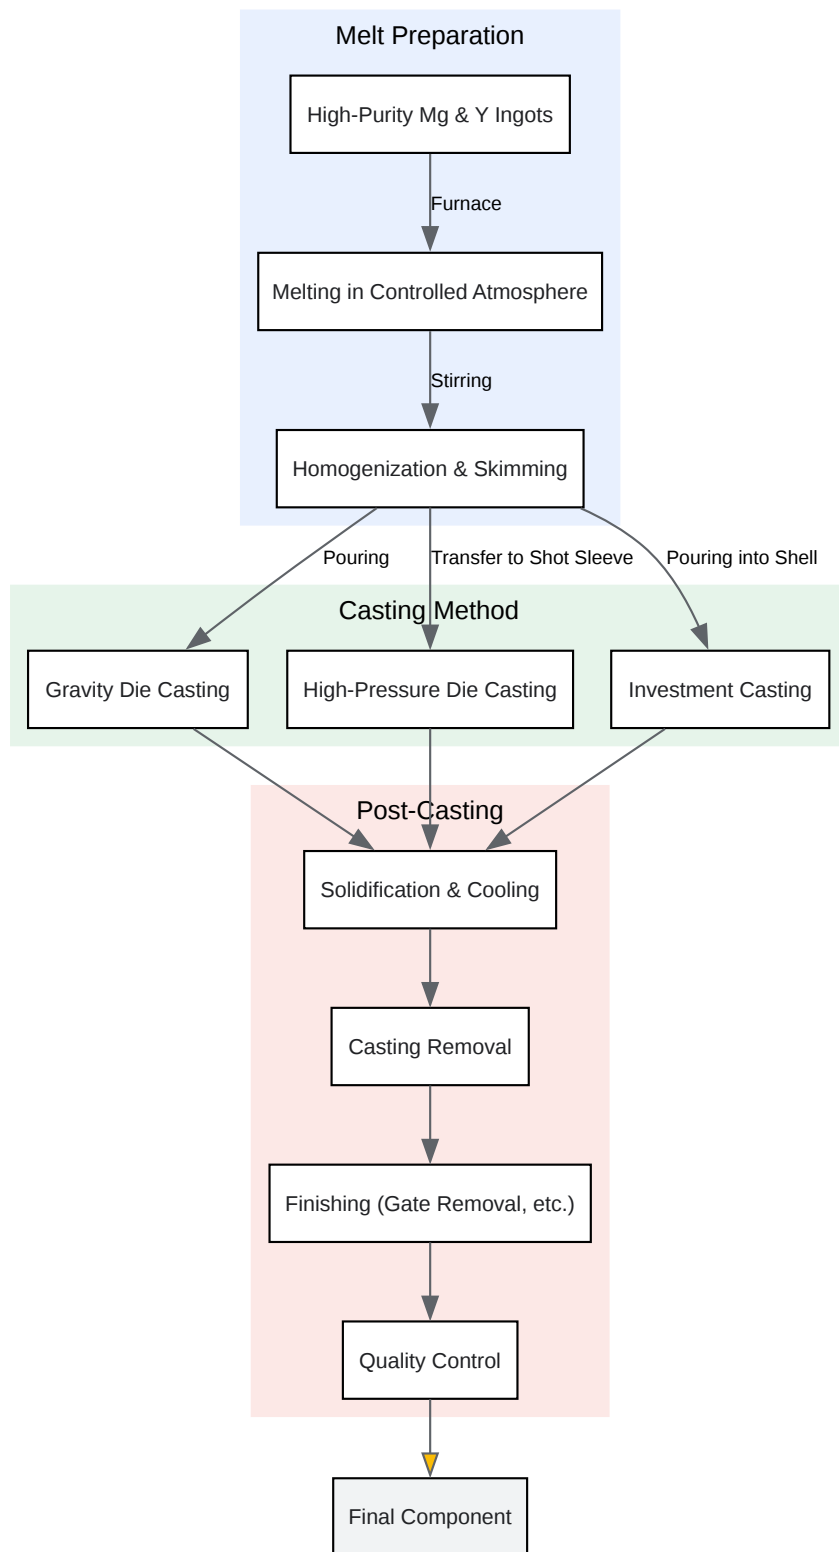 Melt Preparation
High-Purity Mg & Y Ingots
Furnace
Melting in Controlled Atmosphere
Stirring
Homogenization & Skimming
Pouring
Transfer to Shot Sleeve
Pouring into Shell
Casting Method
Gravity Die Casting
High-Pressure Die Casting
Investment Casting
Post-Casting
Solidification & Cooling
Casting Removal
Finishing (Gate Removal, etc.)
Quality Control
Final Component